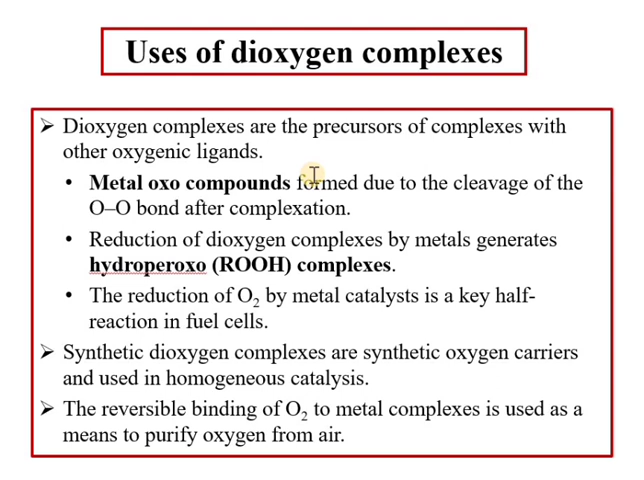 Uses of dioxygen complexes
➢ Dioxygen complexes are the precursors of complexes with
other oxygenic ligands.
• Metal oxo compounds formed due to the cleavage of the
O–O bond after complexation.
• Reduction of dioxygen complexes by metals generates
hydroperoxo (ROOH) complexes.
• The reduction of O₂ by metal catalysts is a key half-
reaction in fuel cells.
➢ Synthetic dioxygen complexes are synthetic oxygen carriers
and used in homogeneous catalysis.
➢ The reversible binding of O₂ to metal complexes is used as a
means to purify oxygen from air.